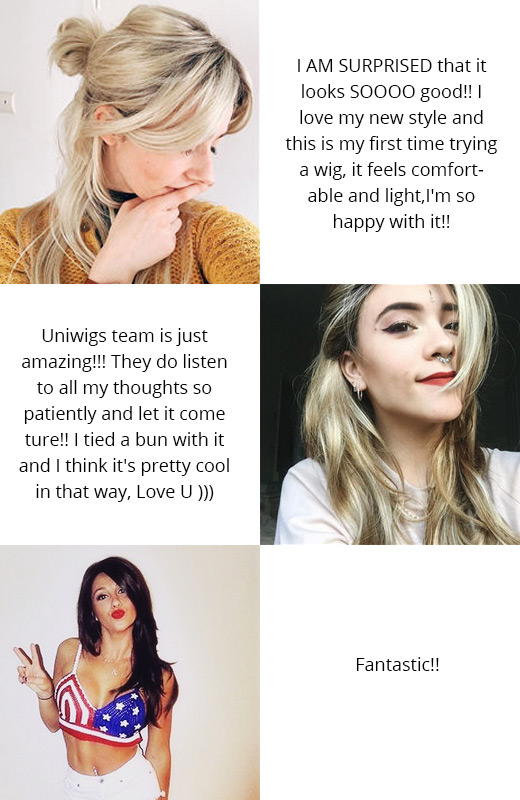 I AM SURPRISED that it
looks SOOOO good!! I
love my new style and
this is my first time trying
a wig, it feels comfort-
able and light,I'm so
happy with it!!
Uniwigs team is just
amazing!!! They do listen
to all my thoughts so
patiently and let it come
ture!! I tied a bun with it
and I think it's pretty cool
in that way, Love U )))
Fantastic!!